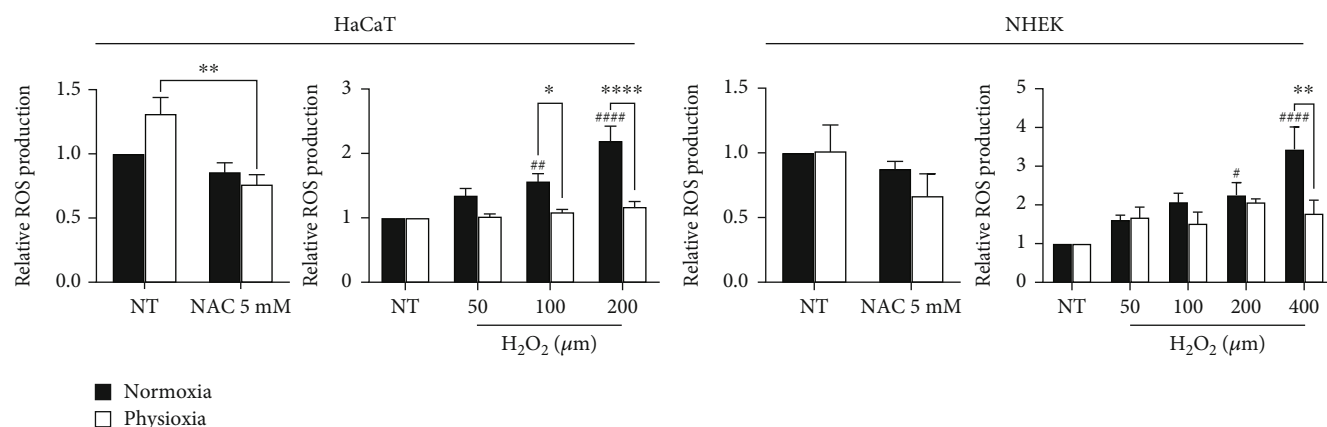 HaCaT
NHEK
Relative ROS production
1.5
1.0
0.5
0.0
**
NT
NAC 5 mM
Relative ROS production
3
2
1
0
*
****
##
####
NT
50
100
200
H₂O₂ (μm)
Relative ROS production
1.5
1.0
0.5
0.0
NT
NAC 5 mM
Relative ROS production
5
4
3
2
1
0
**
####
#
NT
50
100
200
400
H₂O₂ (μm)
Normoxia
Physioxia